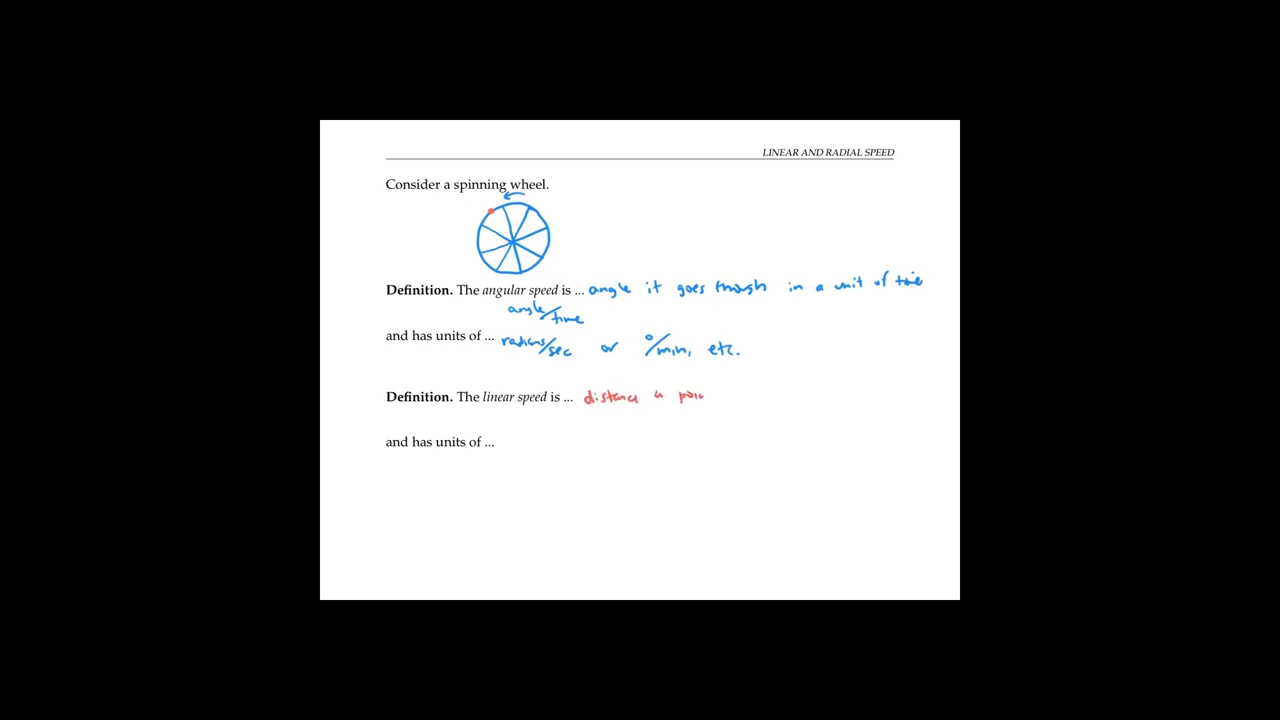 LINEAR AND RADIAL SPEED
Consider a spinning wheel.
Definition. The angular speed is ... angle it goes through in a unit of time
angle/time
and has units of ... radians/sec or °/min, etc.
Definition. The linear speed is ... distance a poin
and has units of ...